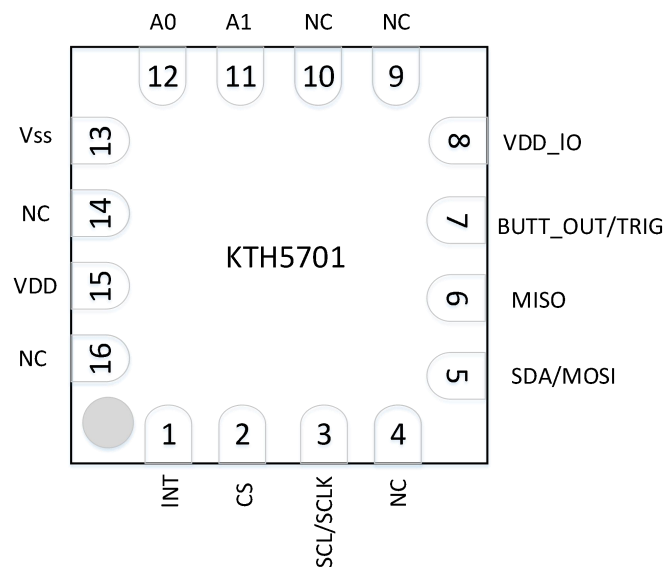 A0 A1 NC NC
12 11 10 9
Vss 13 8 VDD_IO
NC 14 7 BUTT_OUT/TRIG
KTH5701
VDD 15 6 MISO
NC 16 5 SDA/MOSI
1 2 3 4
INT CS SCL/SCLK NC